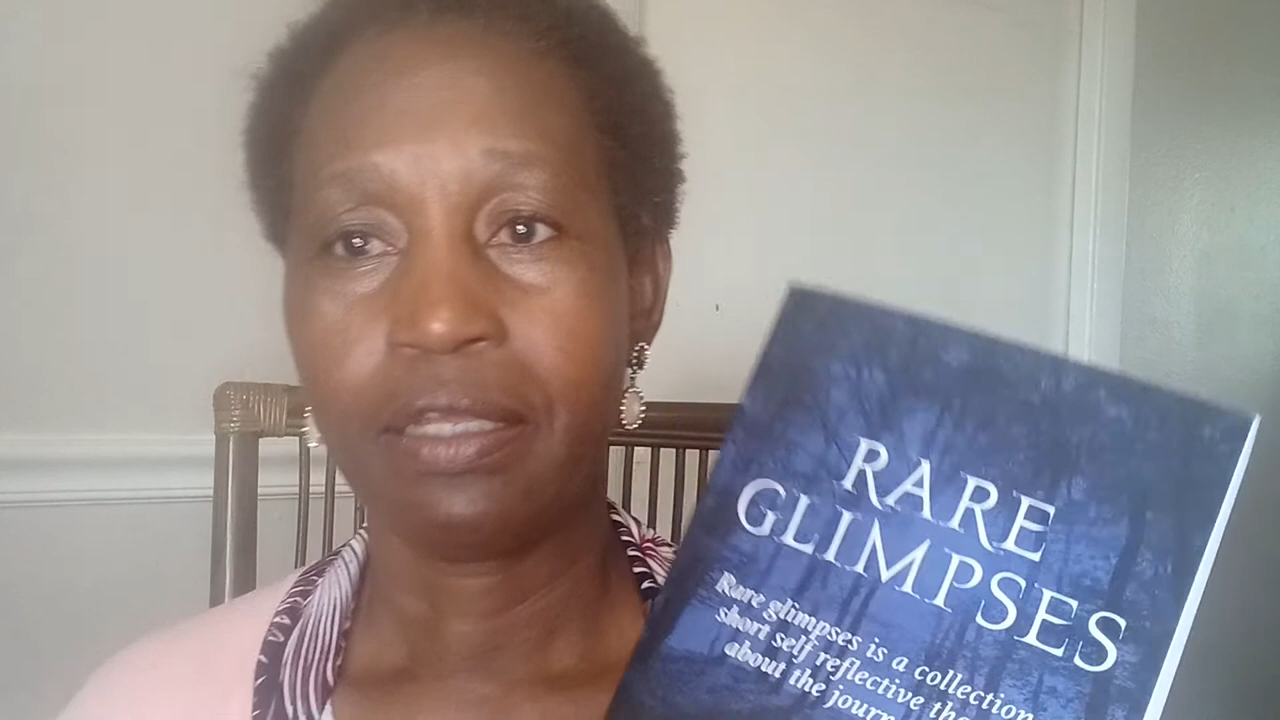 RARE
GLIMPSES
Rare glimpses is a collection
short self reflective
about the